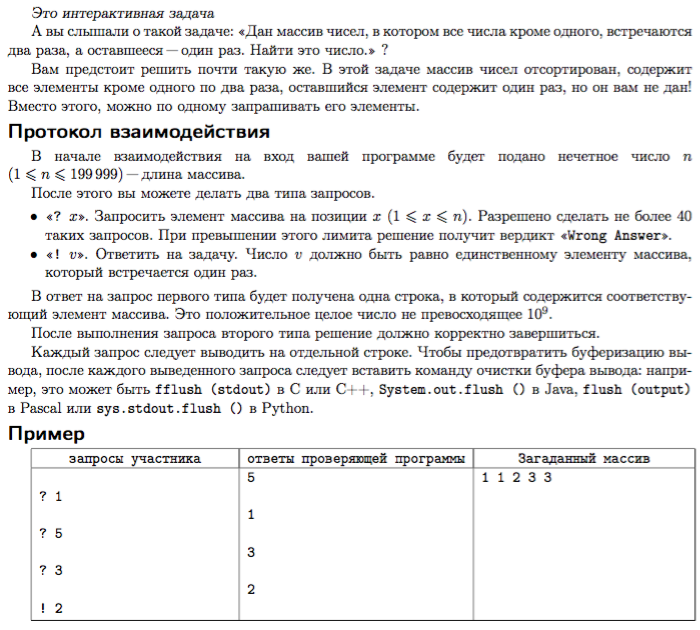 Это интерактивная задача
А вы слышали о такой задаче: «Дан массив чисел, в котором все числа кроме одного, встречаются
два раза, а оставшееся — один раз. Найти это число.» ?
Вам предстоит решить почти такую же. В этой задаче массив чисел отсортирован, содержит
все элементы кроме одного по два раза, оставшийся элемент содержит один раз, но он вам не дан!
Вместо этого, можно по одному запрашивать его элементы.
Протокол взаимодействия
В начале взаимодействия на вход вашей программе будет подано нечетное число n
(1 ⩽ n ⩽ 199 999) — длина массива.
После этого вы можете делать два типа запросов.
• «? x». Запросить элемент массива на позиции x (1 ⩽ x ⩽ n). Разрешено сделать не более 40
таких запросов. При превышении этого лимита решение получит вердикт «Wrong Answer».
• «! v». Ответить на задачу. Число v должно быть равно единственному элементу массива,
который встречается один раз.
В ответ на запрос первого типа будет получена одна строка, в который содержится соответству-
ющий элемент массива. Это положительное целое число не превосходящее 10⁹.
После выполнения запроса второго типа решение должно корректно завершиться.
Каждый запрос следует выводить на отдельной строке. Чтобы предотвратить буферизацию вы-
вода, после каждого выведенного запроса следует вставить команду очистки буфера вывода: напри-
мер, это может быть fflush (stdout) в C или C++, System.out.flush () в Java, flush (output)
в Pascal или sys.stdout.flush () в Python.
Пример
запросы участника ответы проверяющей программы Загаданный массив
5 1 1 2 3 3
? 1
1
? 5
3
? 3
2
! 2